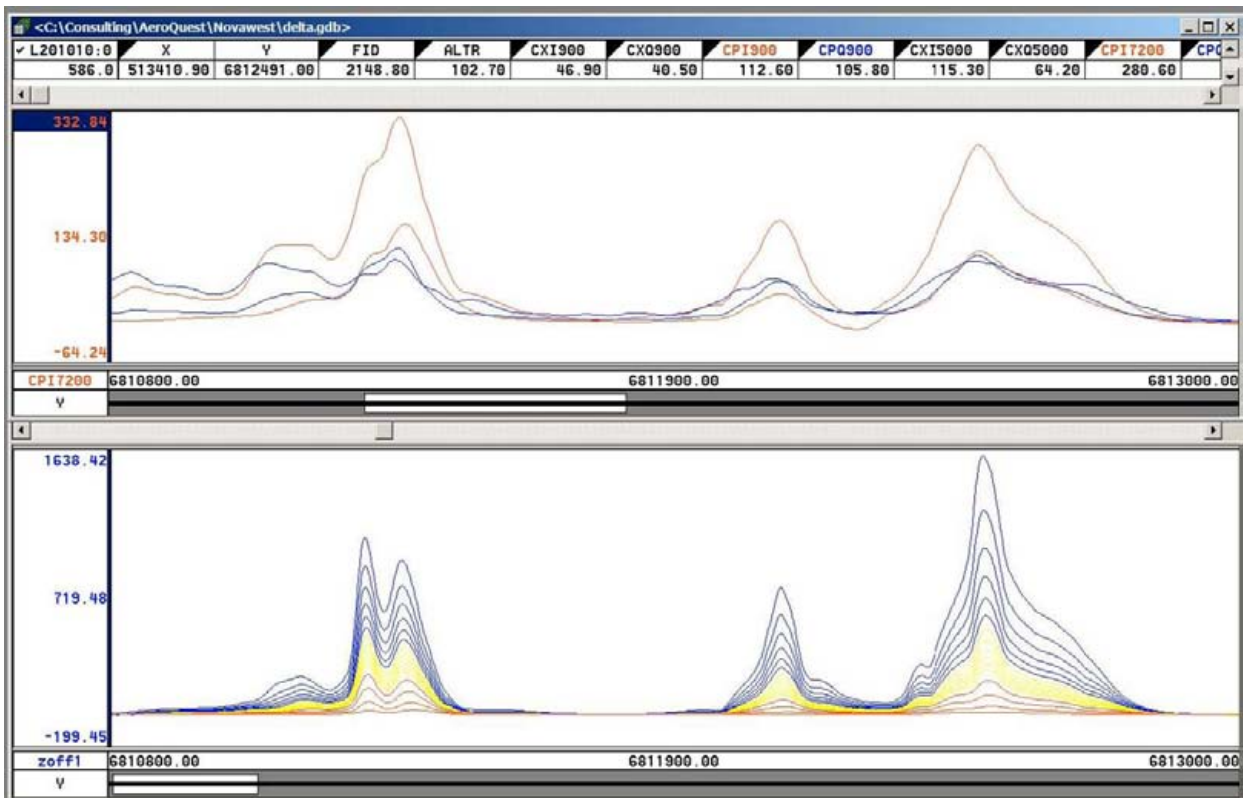 <C:\Consulting\AeroQuest\Novawest\delta.gdb>
✓ L201010:0 X Y FID ALTR CXI900 CXQ900 CPI900 CPQ900 CXI5000 CXQ5000 CPI7200 CPQ
586.0 513410.90 6812491.00 2148.80 102.70 46.90 40.50 112.60 105.80 115.30 64.20 280.60
332.84
134.30
-64.24
CPI7200 6810800.00 6811900.00 6813000.00
Y
1638.42
719.48
-199.45
zoff1 6810800.00 6811900.00 6813000.00
Y